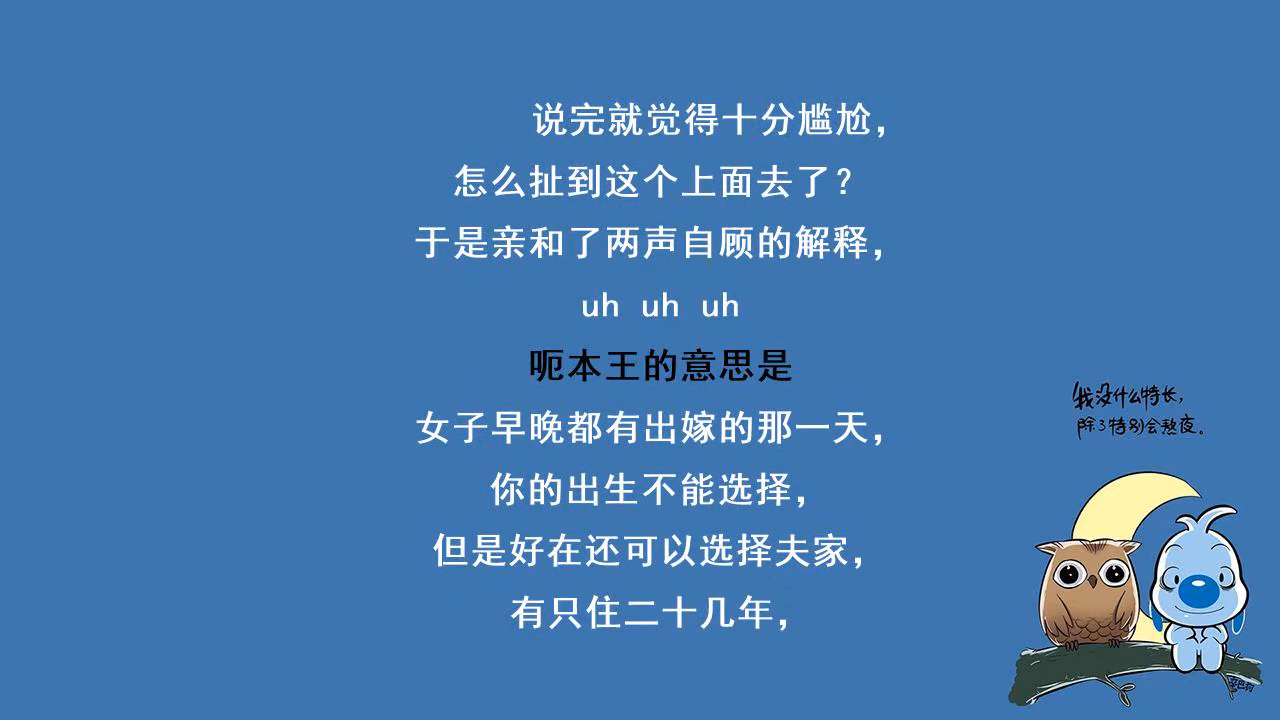 说完就觉得十分尴尬，
怎么扯到这个上面去了？
于是亲和了两声自顾的解释，
uh uh uh
呃本王的意思是
女子早晚都有出嫁的那一天，
你的出生不能选择，
但是好在还可以选择夫家，
有只住二十几年，
我没什么特长，
除了特别会熬夜。